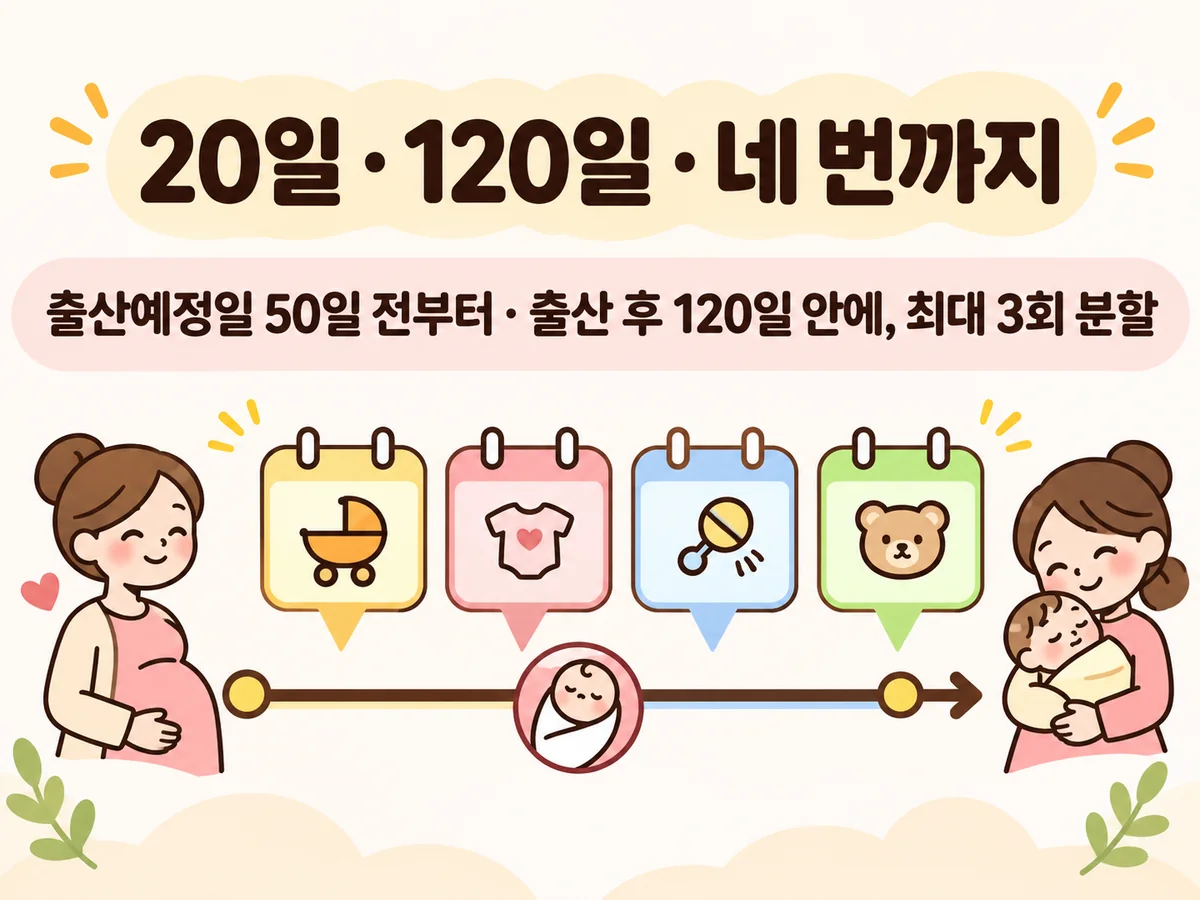 20일 · 120일 · 네 번까지
출산예정일 50일 전부터 · 출산 후 120일 안에, 최대 3회 분할